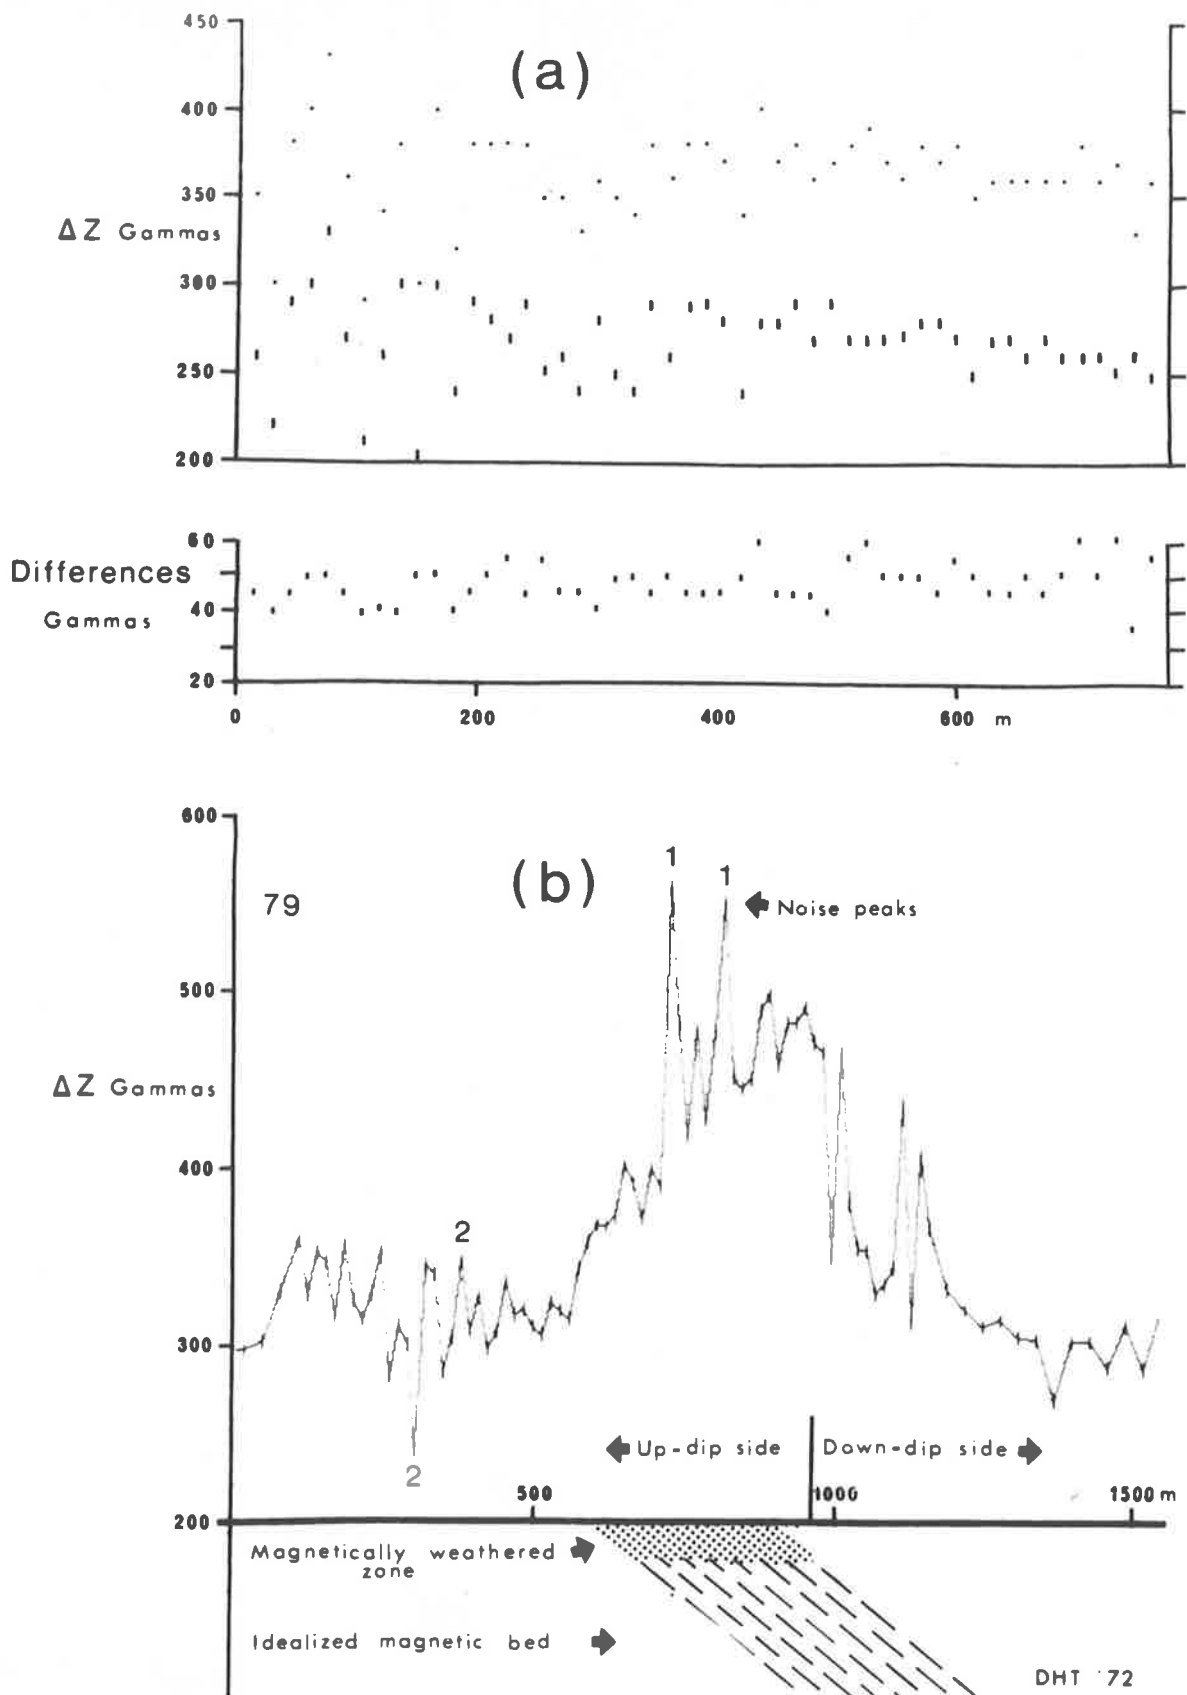 450
(a)
400
350
ΔZ Gammas
300
250
200
60
Differences
40
Gammas
20
0 200 400 600 m
600
1
(b)
1
79
Noise peaks
500
ΔZ Gammas
400
2
300
Up-dip side Down-dip side
2
500 1000 1500 m
200
Magnetically weathered
zone
Idealized magnetic bed
DHT '72